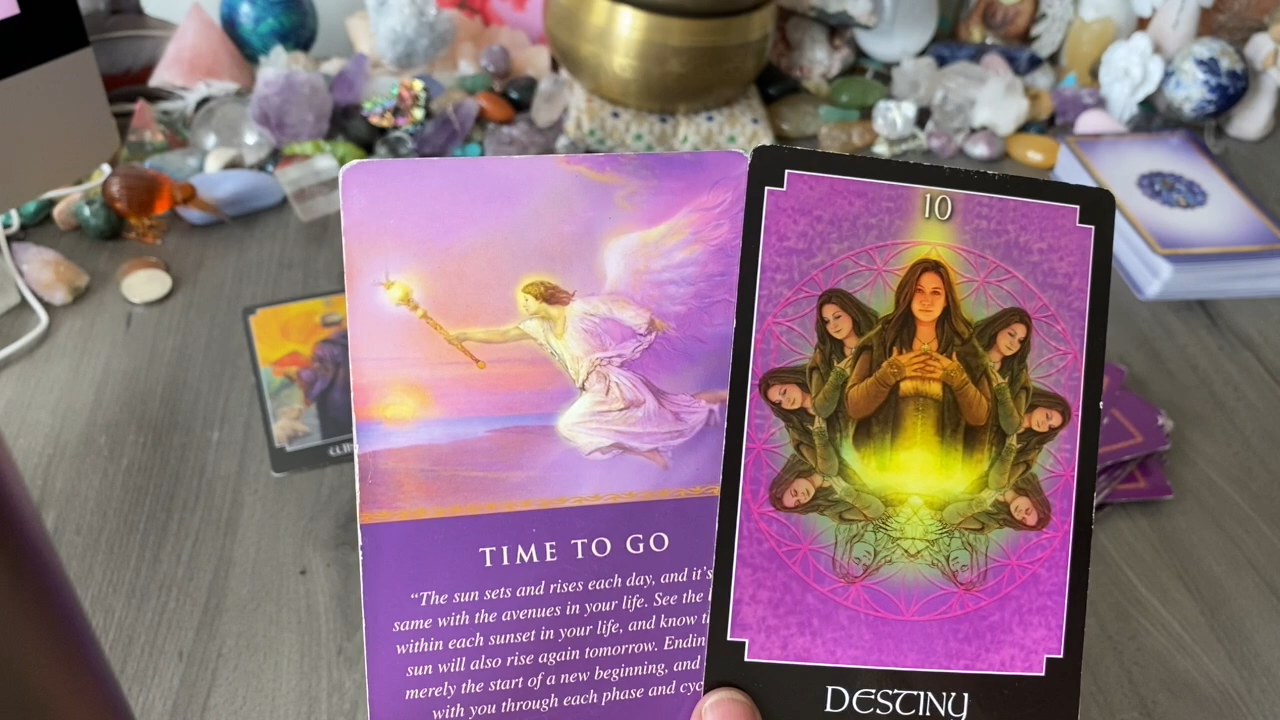 TIME TO GO
"The sun sets and rises each day, and it's
same with the avenues in your life. See the
within each sunset in your life, and know
sun will also rise again tomorrow.
merely the start of a new beginning, and
with you through each phase and
10
DESTINY